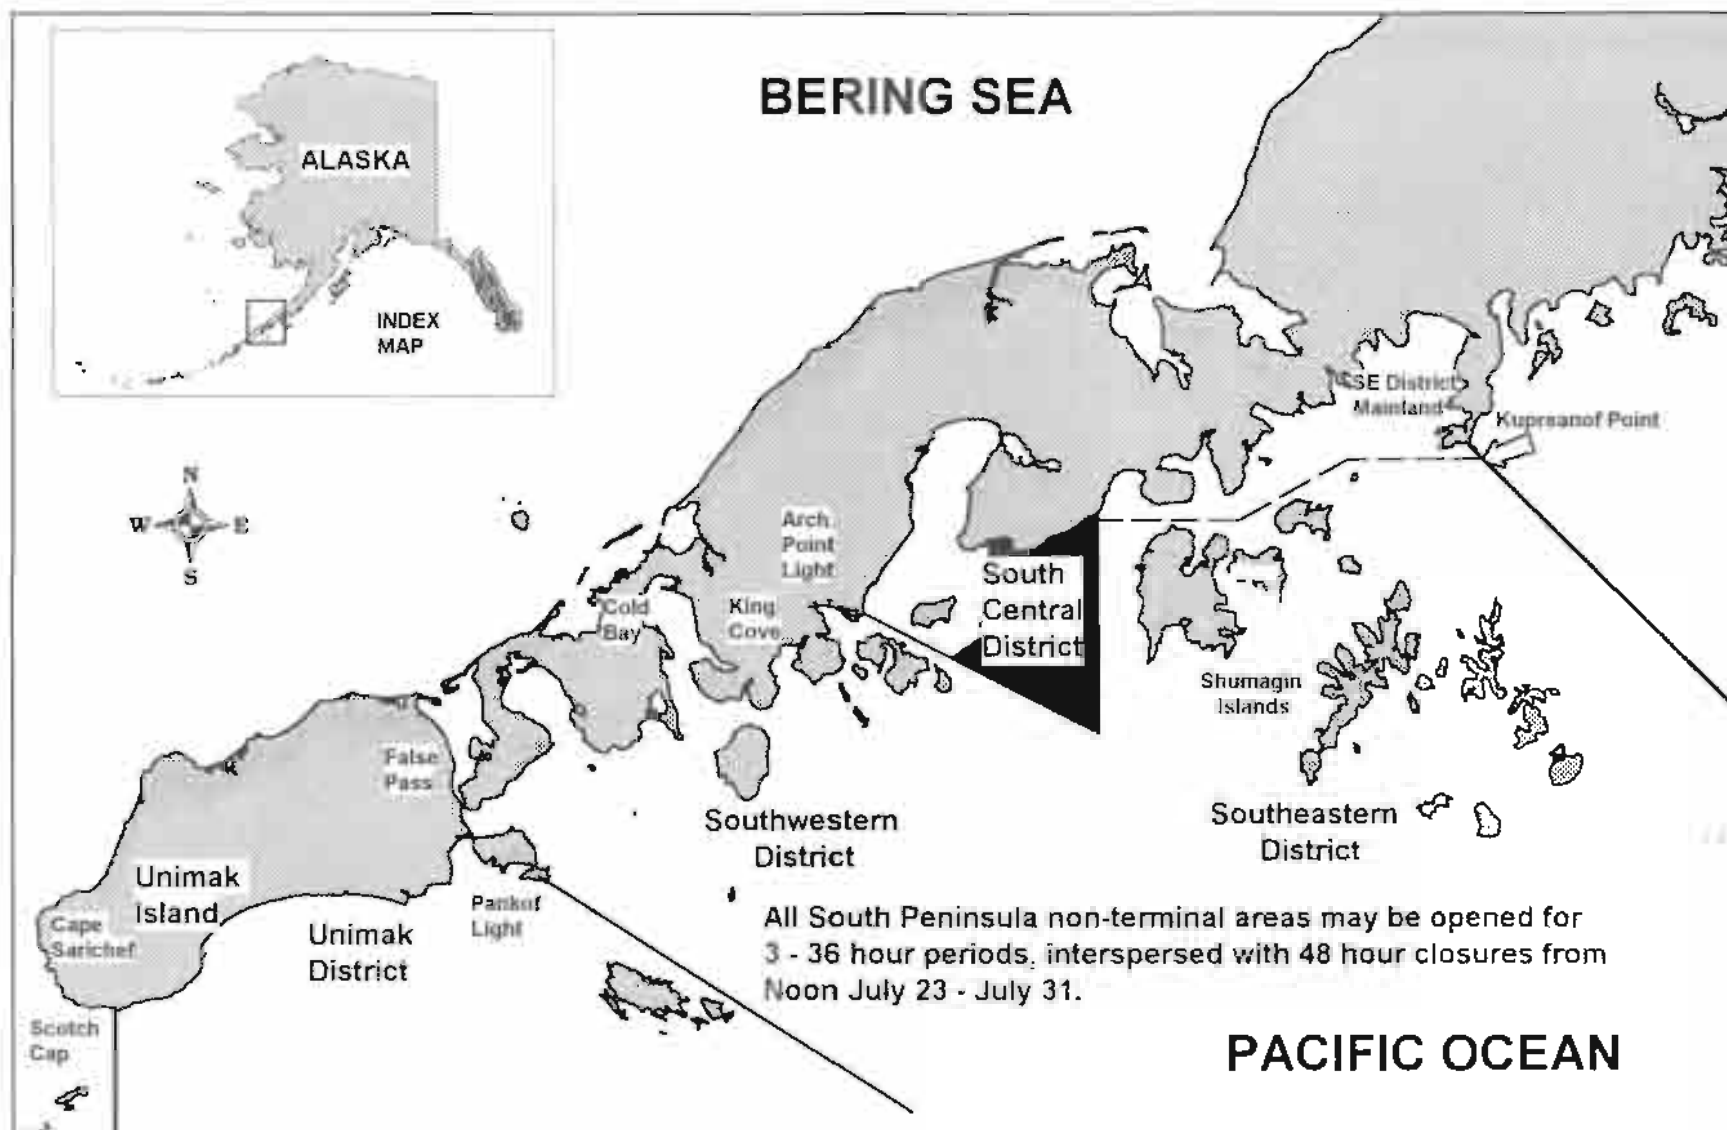 BERING SEA
ALASKA
INDEX
MAP
N
W
E
S
SE District
Mainland
Kupreanof Point
Arch
Point
Light
South
Central
District
Cold
Bay
King
Cove
Shumagin
Islands
False
Pass
Southwestern
District
Southeastern
District
Unimak
Island
Cape
Sarichef
Unimak
District
Pankof
Light
All South Peninsula non-terminal areas may be opened for
3 - 36 hour periods, interspersed with 48 hour closures from
Noon July 23 - July 31.
Scotch
Cap
PACIFIC OCEAN